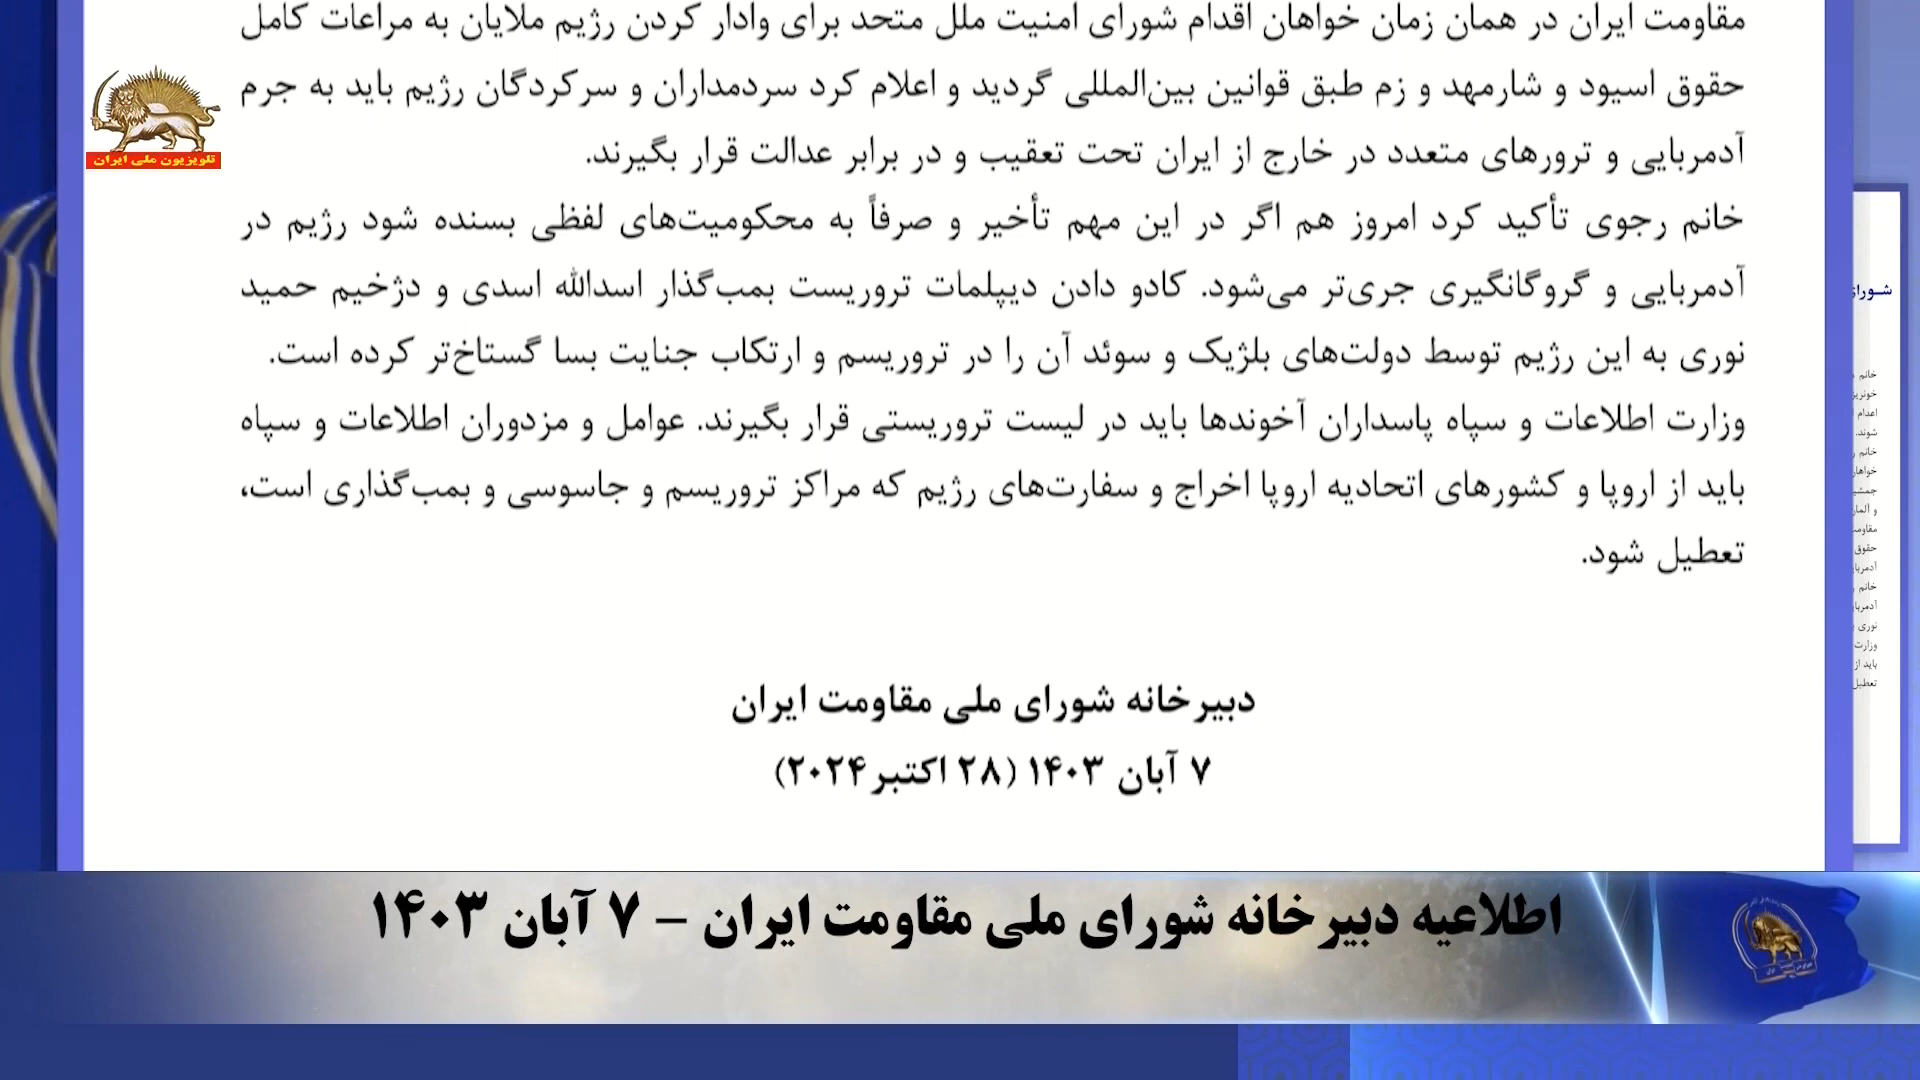 مقاومت ایران در همان زمان خواهان اقدام شورای امنیت ملل متحد برای وادار کردن رژیم ملایان به مراعات کامل
حقوق اسیود و شارمهد و زم طبق قوانین بین‌المللی گردید و اعلام کرد سردمداران و سرکردگان رژیم باید به جرم
آدمربایی و ترورهای متعدد در خارج از ایران تحت تعقیب و در برابر عدالت قرار بگیرند.
خانم رجوی تأکید کرد امروز هم اگر در این مهم تأخیر و صرفاً به محکومیت‌های لفظی بسنده شود رژیم در
آدمربایی و گروگانگیری جری‌تر می‌شود. کادو دادن دیپلمات تروریست بمب‌گذار اسدالله اسدی و دژخیم حمید
نوری به این رژیم توسط دولت‌های بلژیک و سوئد آن را در تروریسم و ارتکاب جنایت بسا گستاخ‌تر کرده است.
وزارت اطلاعات و سپاه پاسداران آخوندها باید در لیست تروریستی قرار بگیرند. عوامل و مزدوران اطلاعات و سپاه
باید از اروپا و کشورهای اتحادیه اروپا اخراج و سفارت‌های رژیم که مراکز تروریسم و جاسوسی و بمب‌گذاری است،
تعطیل شود.
دبیرخانه شورای ملی مقاومت ایران
۷ آبان ۱۴۰۳ (۲۸ اکتبر۲۰۲۴)
تلویزیون ملی ایران
اطلاعیه دبیرخانه شورای ملی مقاومت ایران – ۷ آبان ۱۴۰۳